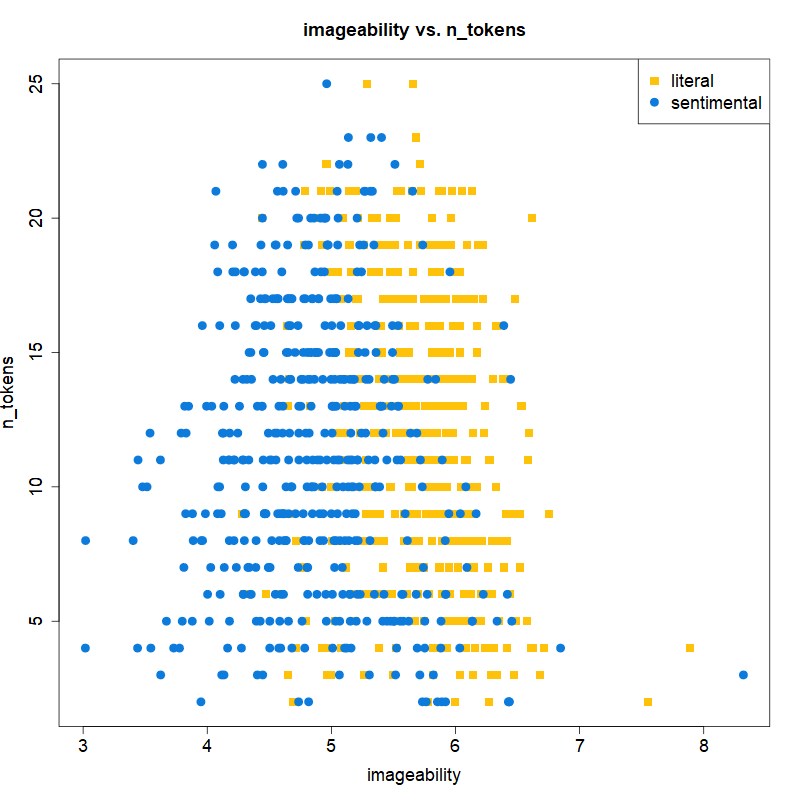 imageability vs. n_tokens
literal
sentimental
25
20
15
10
5
n_tokens
3 4 5 6 7 8
imageability